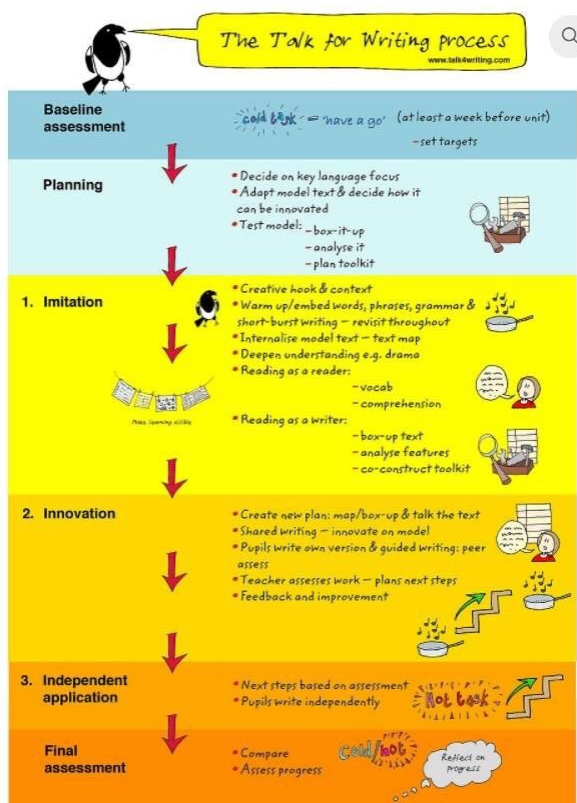 The Talk for Writing process
www.talk4writing.com
Baseline
assessment
cold task – 'have a go' (at least a week before unit)
– set targets
Planning
• Decide on key language focus
• Adapt model text & decide how it
can be innovated
• Test model:
– box-it-up
– analyse it
– plan toolkit
1. Imitation
• Creative hook & context
• Warm up/embed words, phrases, grammar &
short-burst writing – revisit throughout
• Internalise model text – text map
• Deepen understanding e.g. drama
• Reading as a reader:
– vocab
– comprehension
• Reading as a writer:
– box-up text
– analyse features
– co-construct toolkit
Make learning visible
2. Innovation
• Create new plan: map/box-up & talk the text
• Shared writing – innovate on model
• Pupils write own version & guided writing: peer
assess
• Teacher assesses work – plans next steps
• Feedback and improvement
3. Independent
application
• Next steps based on assessment
• Pupils write independently
Hot task
Final
assessment
• Compare
• Assess progress
Cold/hot
Reflect on
progress